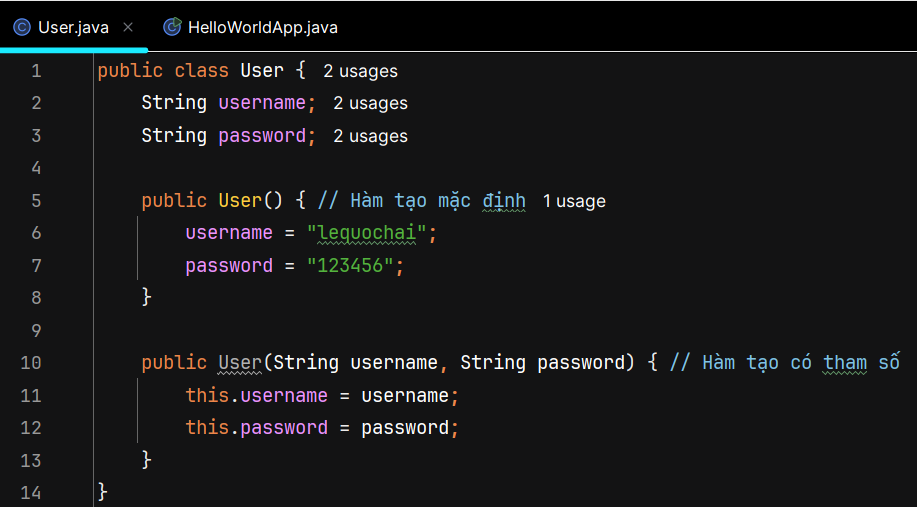 User.java × HelloWorldApp.java
1 public class User { 2 usages
2 String username; 2 usages
3 String password; 2 usages
4
5 public User() { // Hàm tạo mặc định 1 usage
6 username = "lequochai";
7 password = "123456";
8 }
9
10 public User(String username, String password) { // Hàm tạo có tham số
11 this.username = username;
12 this.password = password;
13 }
14 }